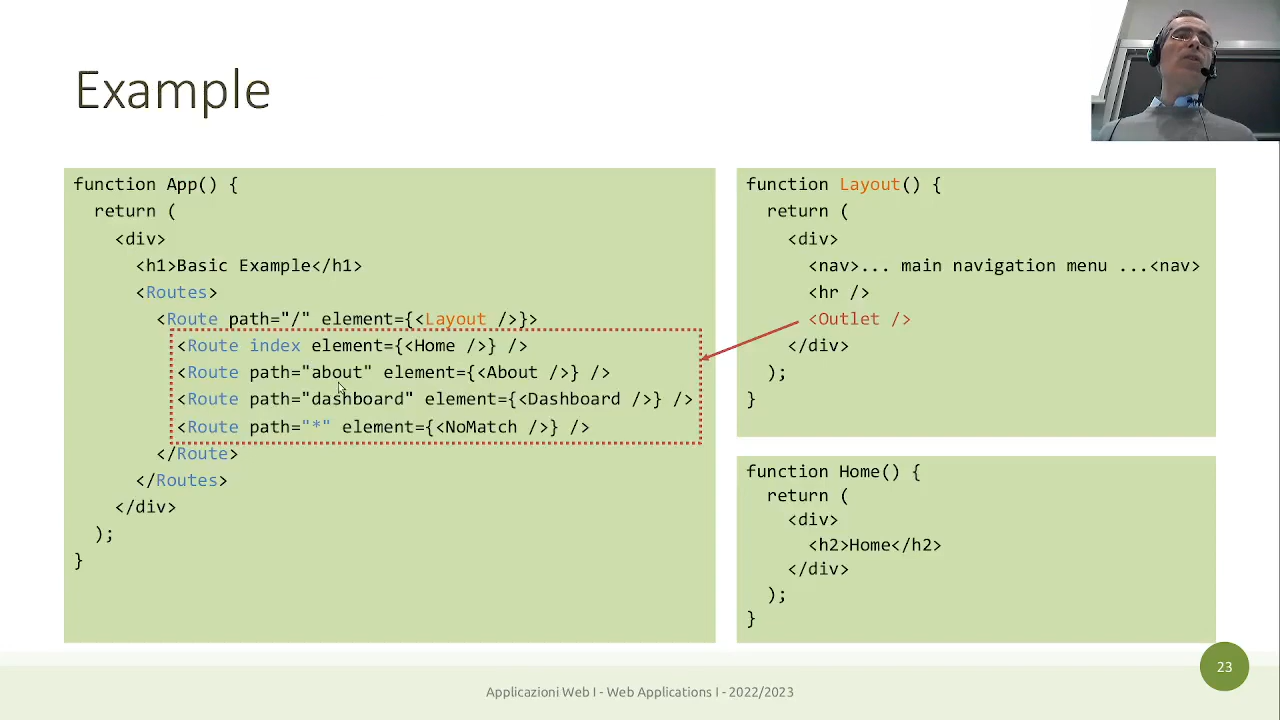 Example
function App() {
return (
<div>
<h1>Basic Example</h1>
<Routes>
<Route path="/" element={<Layout />}>
<Route index element={<Home />} />
<Route path="about" element={<About />} />
<Route path="dashboard" element={<Dashboard />} />
<Route path="*" element={<NoMatch />} />
</Route>
</Routes>
</div>
);
}
function Layout() {
return (
<div>
<nav>... main navigation menu ...<nav>
<hr />
<Outlet />
</div>
);
}
function Home() {
return (
<div>
<h2>Home</h2>
</div>
);
}
23
Applicazioni Web I - Web Applications I - 2022/2023